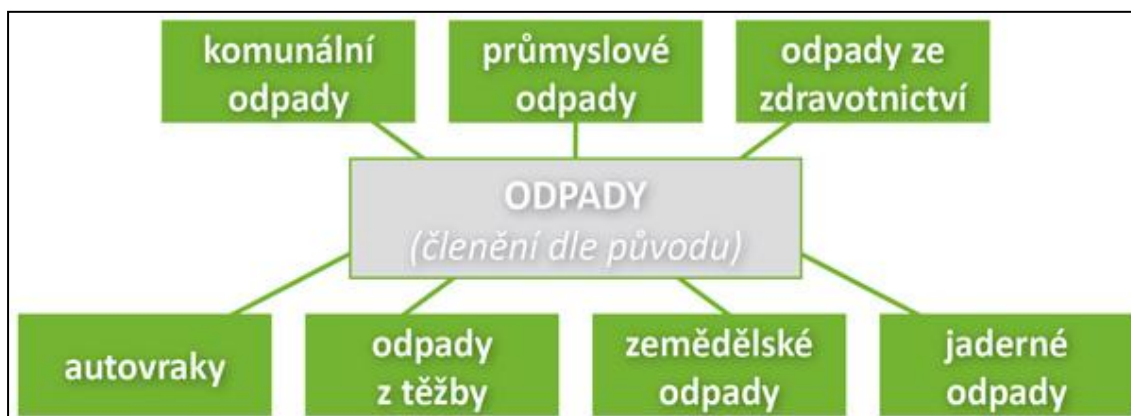 komunální
odpady
průmyslové
odpady
odpady ze
zdravotnictví
ODPADY
(členění dle původu)
autovraky
odpady
z těžby
zemědělské
odpady
jaderné
odpady